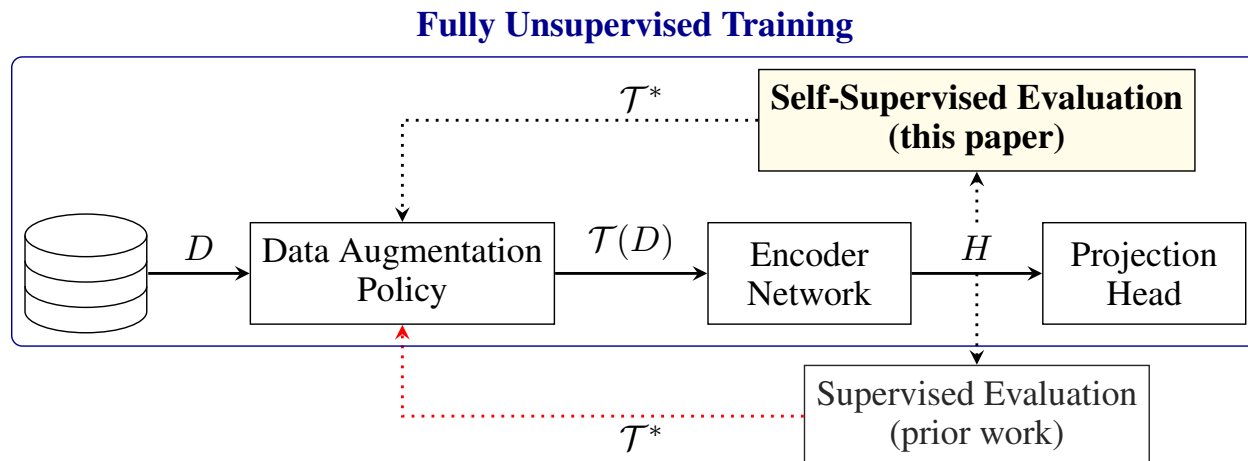 Fully Unsupervised Training
𝒯*
Self-Supervised Evaluation
(this paper)
D
Data Augmentation
Policy
𝒯(D)
Encoder
Network
H
Projection
Head
𝒯*
Supervised Evaluation
(prior work)